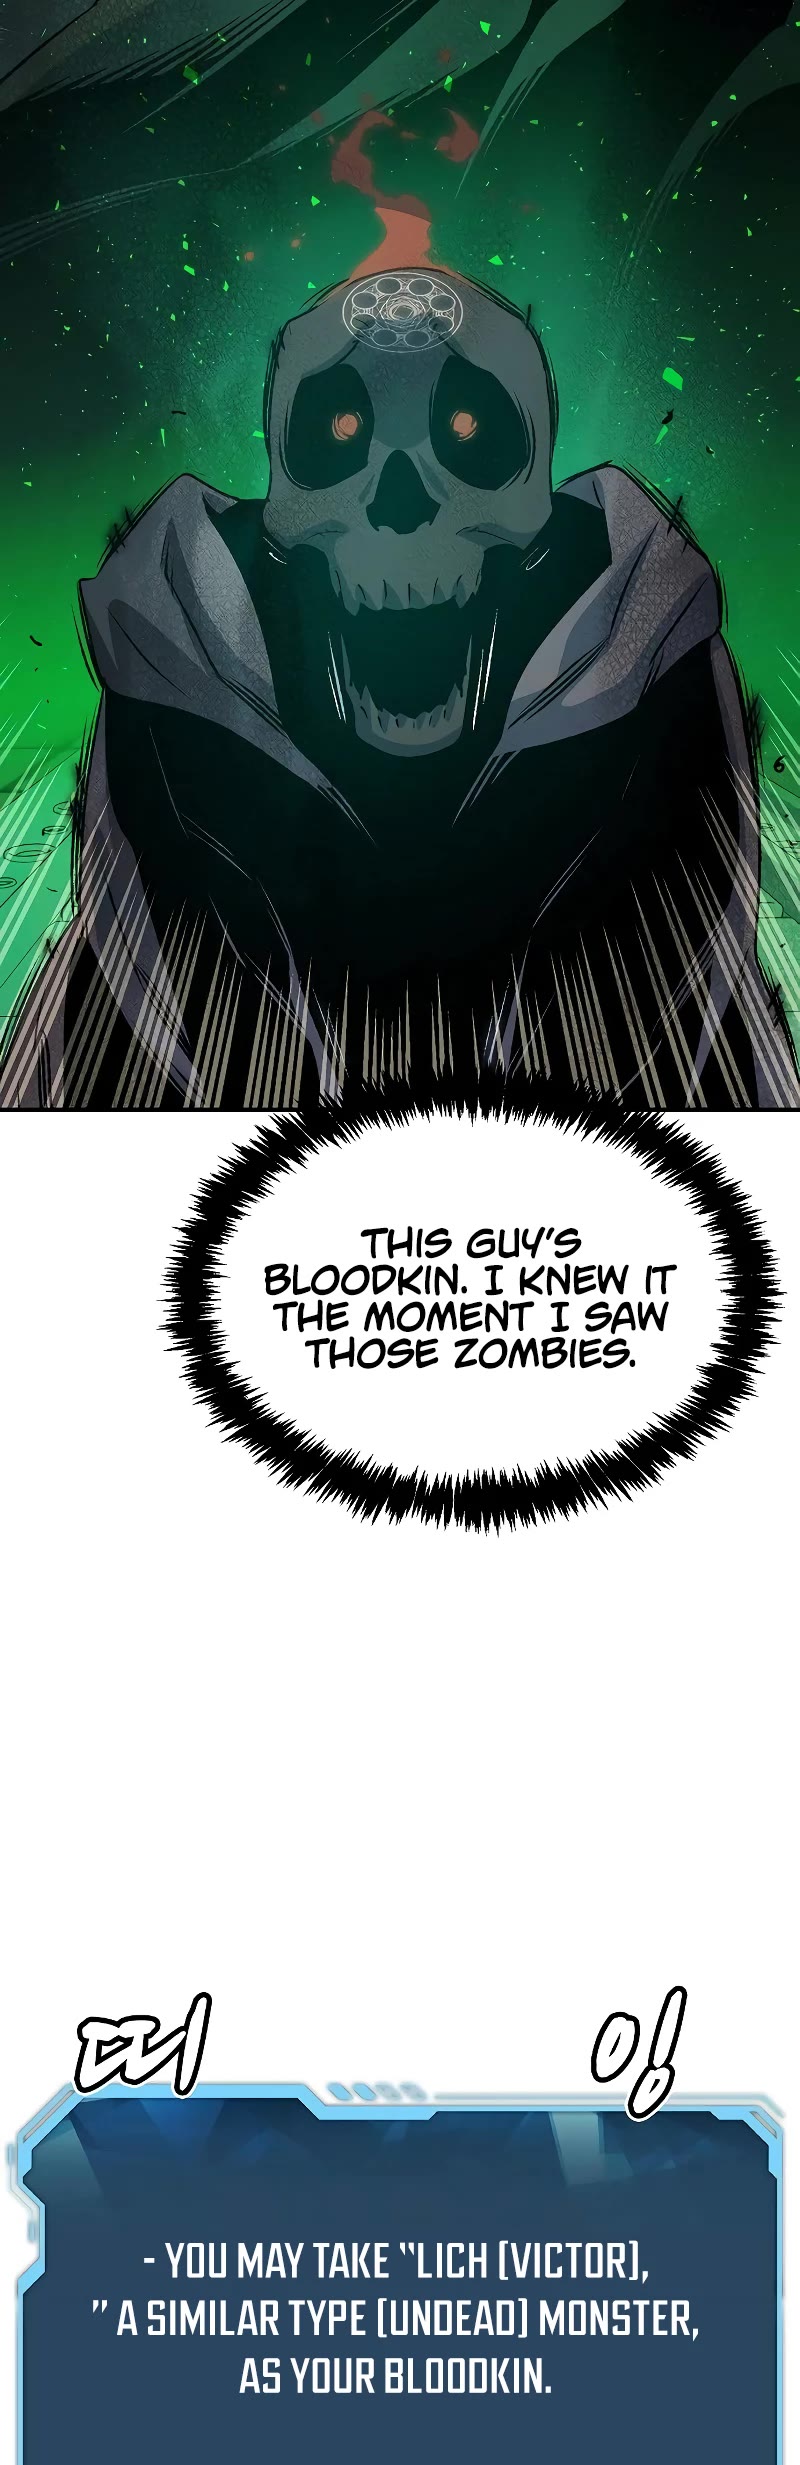 THIS GUY'S
BLOODKIN. I KNEW IT
THE MOMENT I SAW
THOSE ZOMBIES.
띠 이!
- YOU MAY TAKE “LICH [VICTOR],
” A SIMILAR TYPE [UNDEAD] MONSTER,
AS YOUR BLOODKIN.